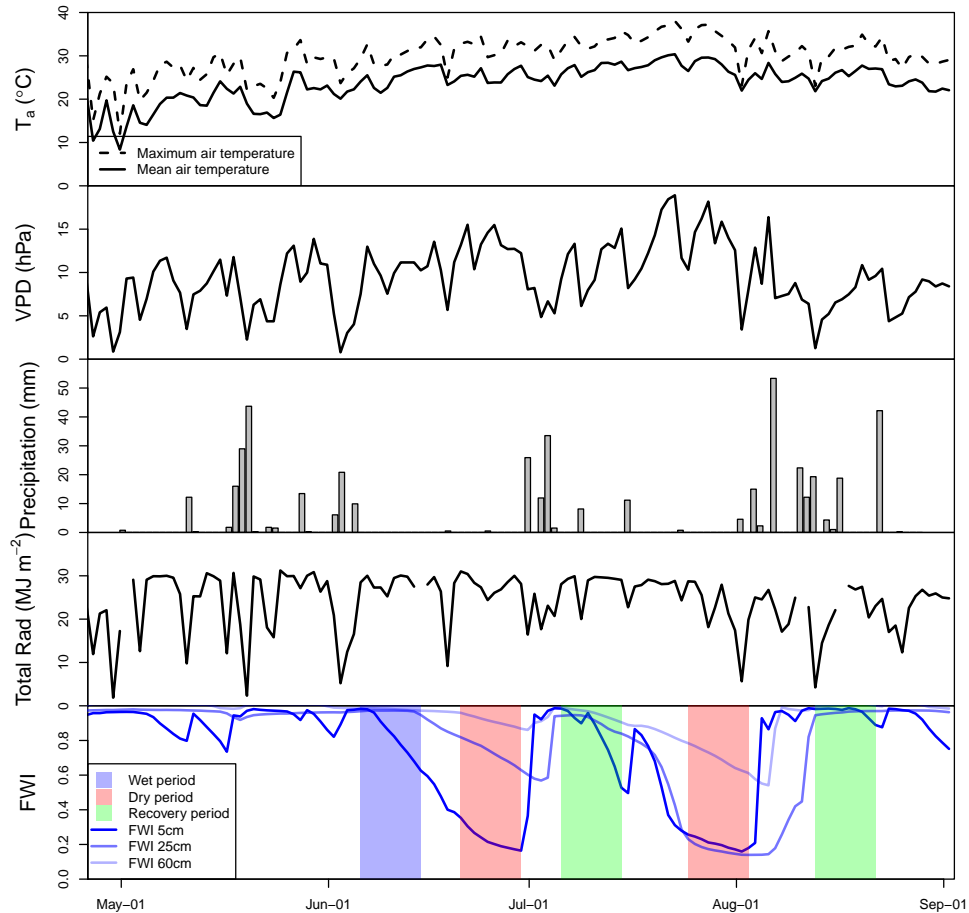 Tₐ (°C)
0 10 20 30 40
Maximum air temperature
Mean air temperature
VPD (hPa)
0 5 10 15
Precipitation (mm)
0 10 20 30 40 50
Total Rad (MJ m⁻²)
0 10 20 30
FWI
0.0 0.2 0.4 0.6 0.8
Wet period
Dry period
Recovery period
FWI 5cm
FWI 25cm
FWI 60cm
May−01 Jun−01 Jul−01 Aug−01 Sep−01